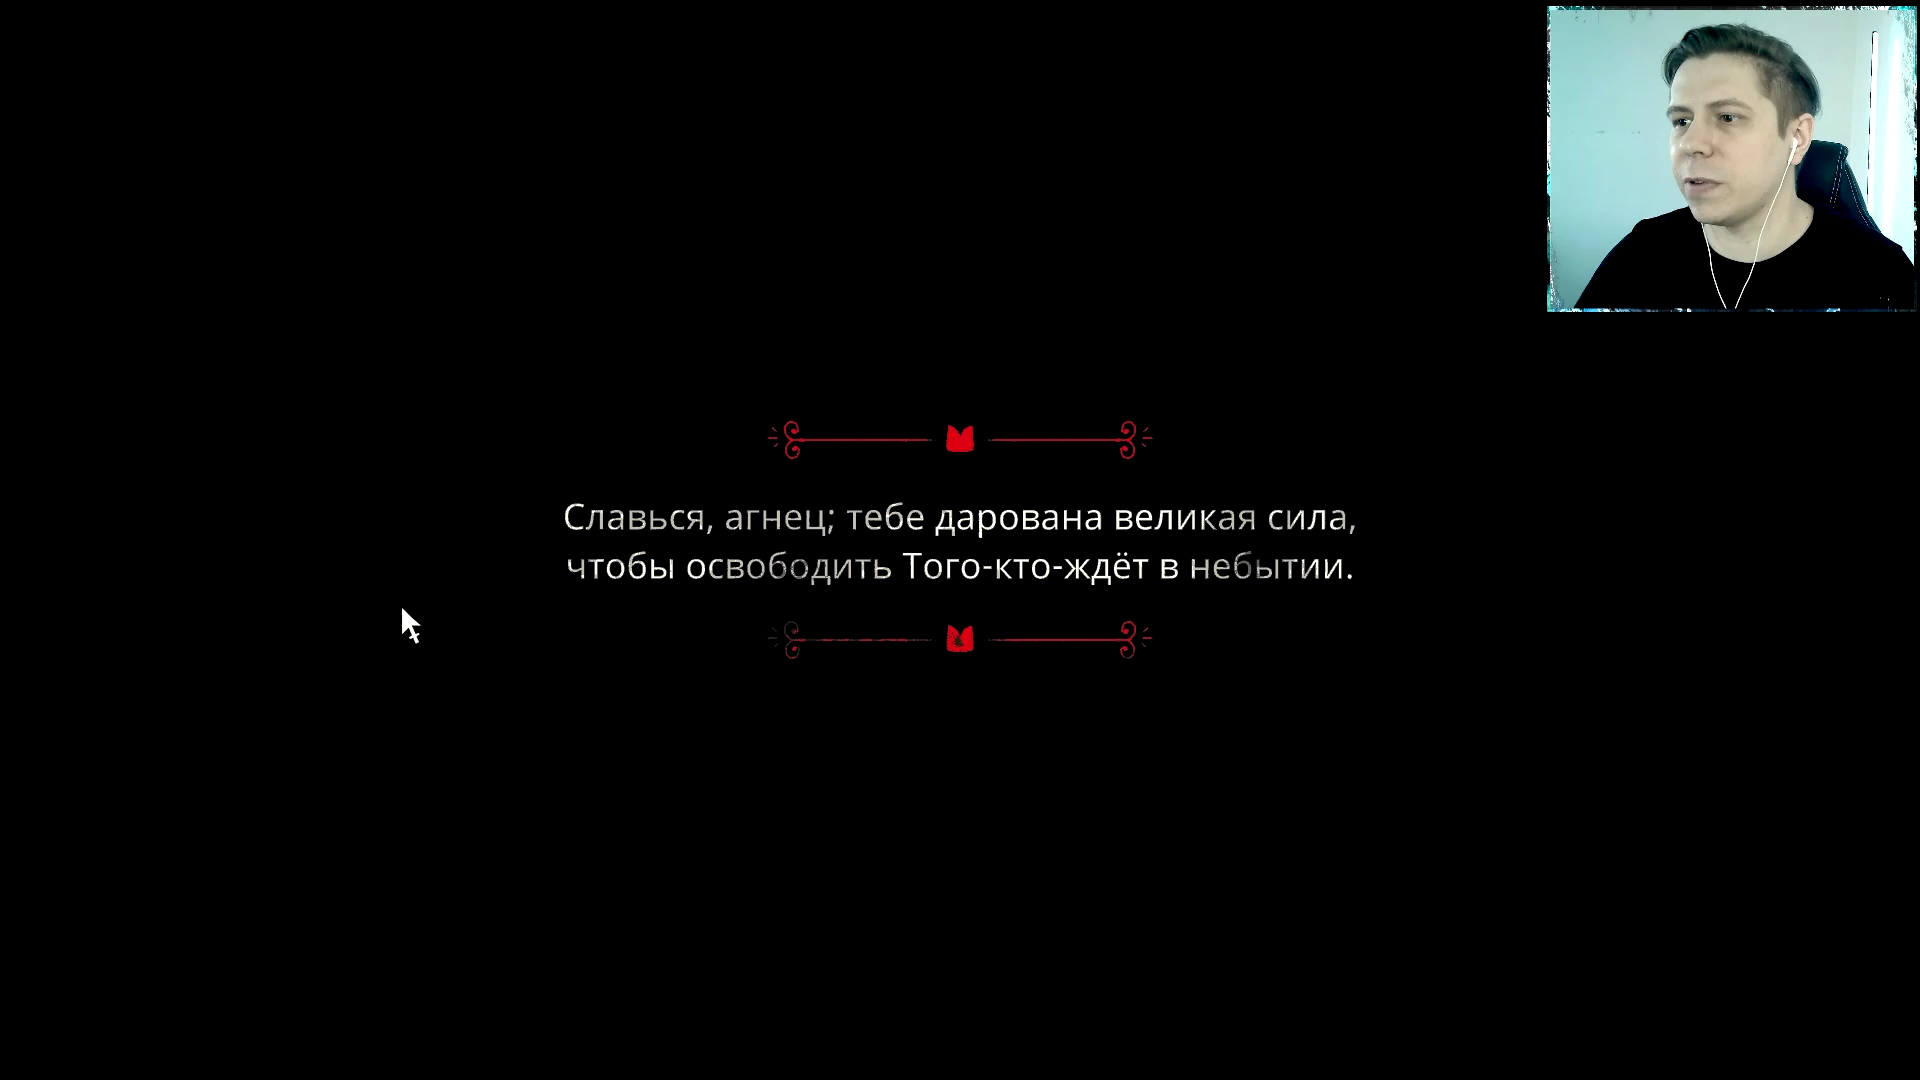 Славься, агнец; тебе дарована великая сила,
чтобы освободить Того-кто-ждёт в небытии.